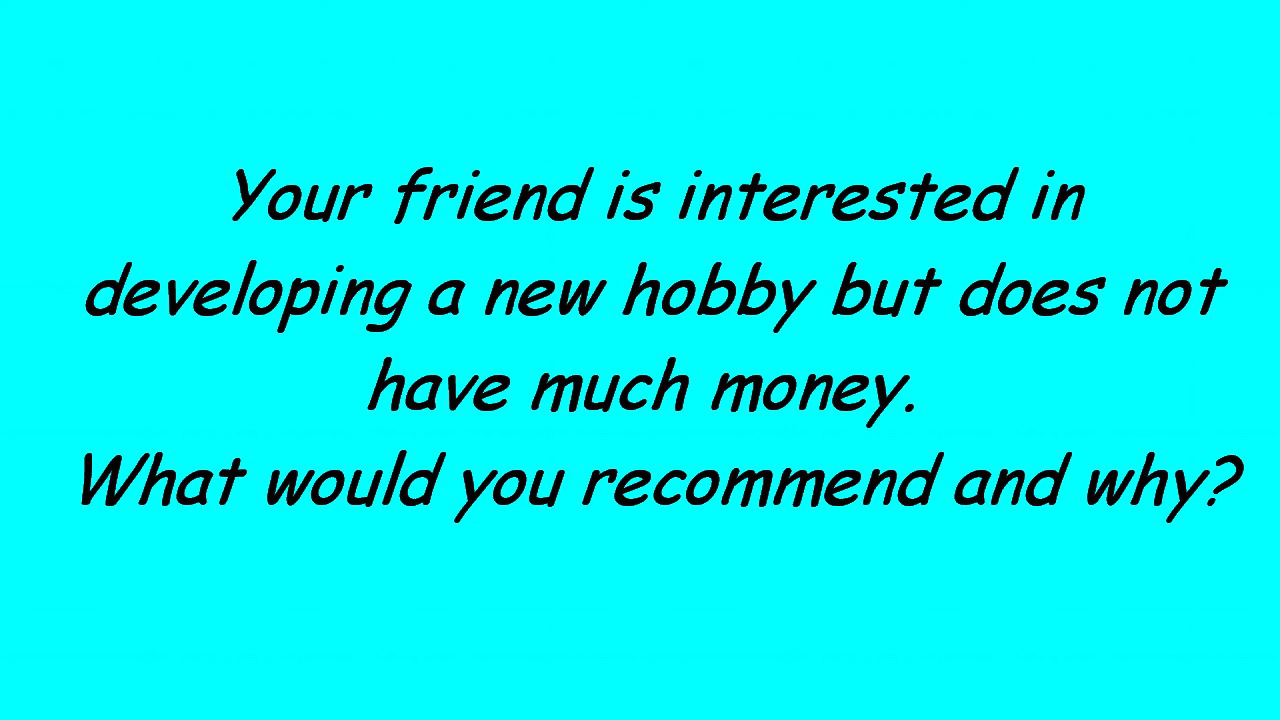 Your friend is interested in
developing a new hobby but does not
have much money.
What would you recommend and why?